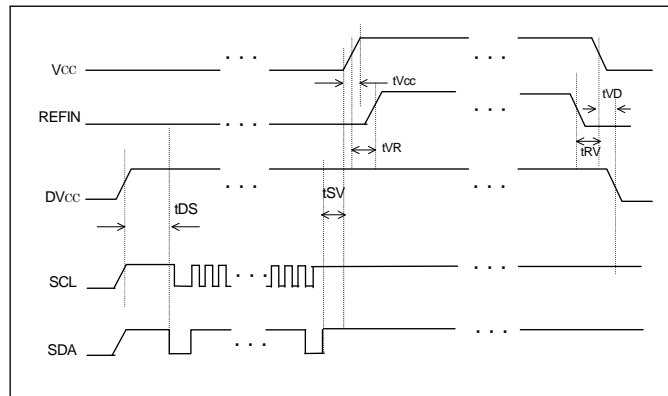 . . .
. . .
VCC
tVcc
tVD
REFIN
. . .
tVR
tRV
. . .
. . .
DVCC
tSV
tDS
SCL
. . .
. . .
SDA
. . .
. . .